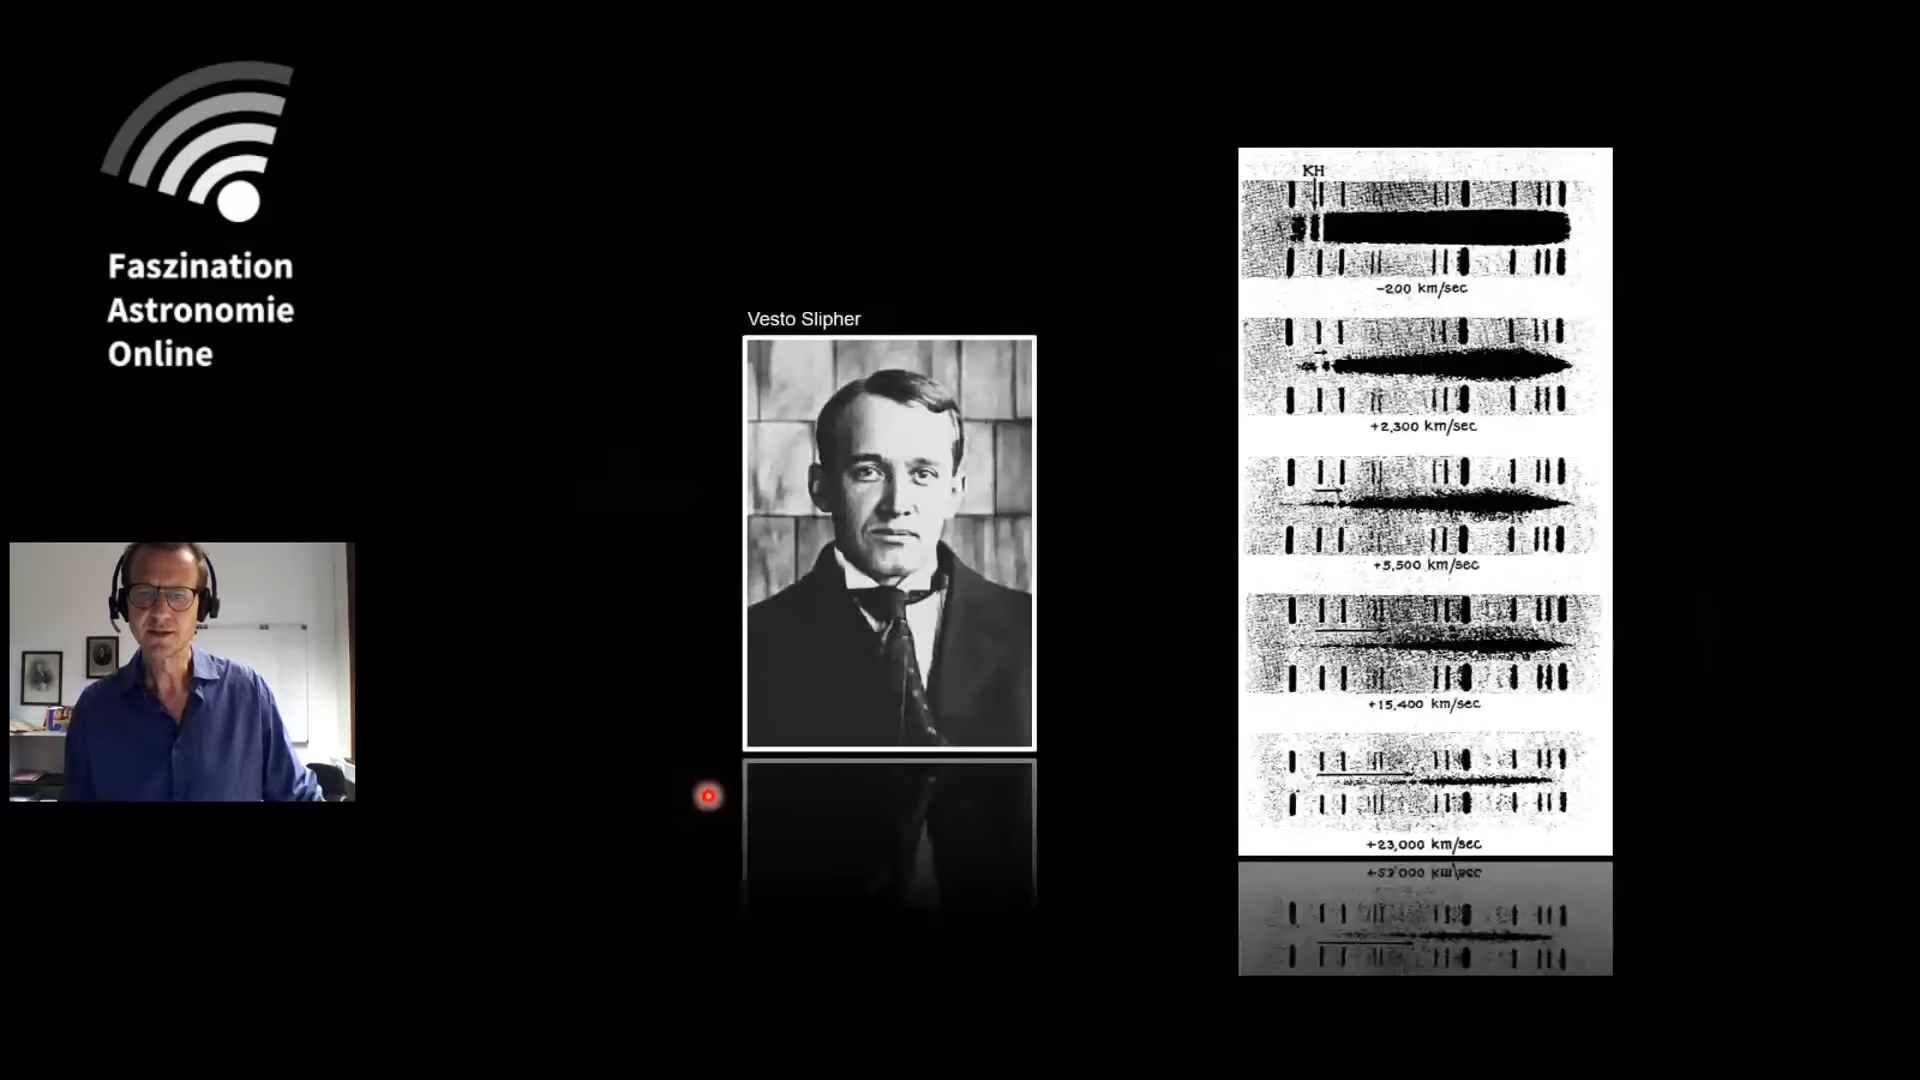 Faszination
Astronomie
Online
Vesto Slipher
KH
-200 km/sec
+2,300 km/sec
+5,500 km/sec
+15,400 km/sec
+23,000 km/sec